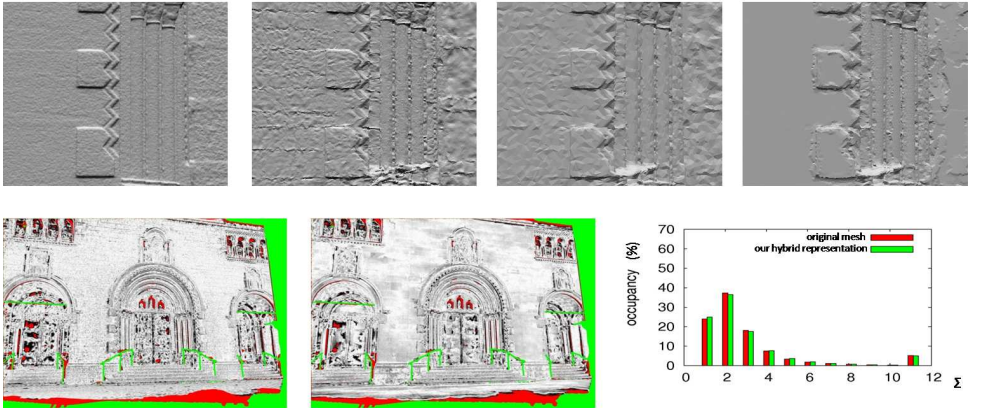 original mesh
our hybrid representation
occupancy (%)
70
60
50
40
30
20
10
0
0 2 4 6 8 10 12
Σ